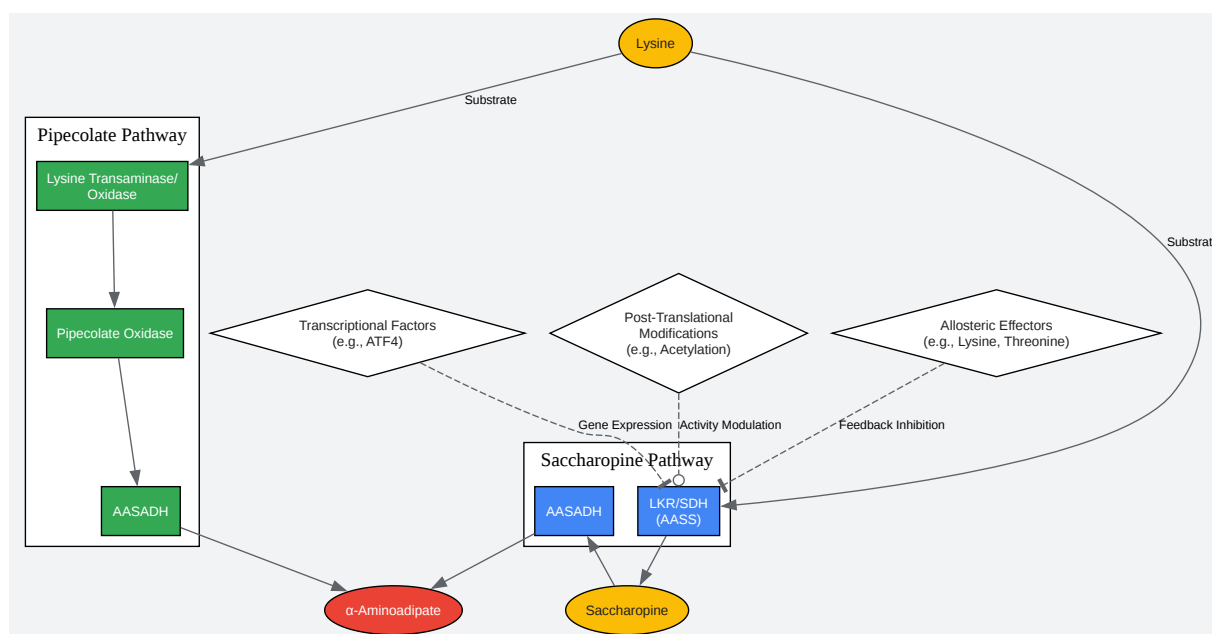 Lysine
Substrate
Pipecolate Pathway
Lysine Transaminase/
Oxidase
Substrat
Pipecolate Oxidase
Transcriptional Factors
(e.g., ATF4)
Post-Translational
Modifications
(e.g., Acetylation)
Allosteric Effectors
(e.g., Lysine, Threonine)
Gene Expression
Activity Modulation
Feedback Inhibition
Saccharopine Pathway
AASADH
AASADH
LKR/SDH
(AASS)
α-Aminoadipate
Saccharopine